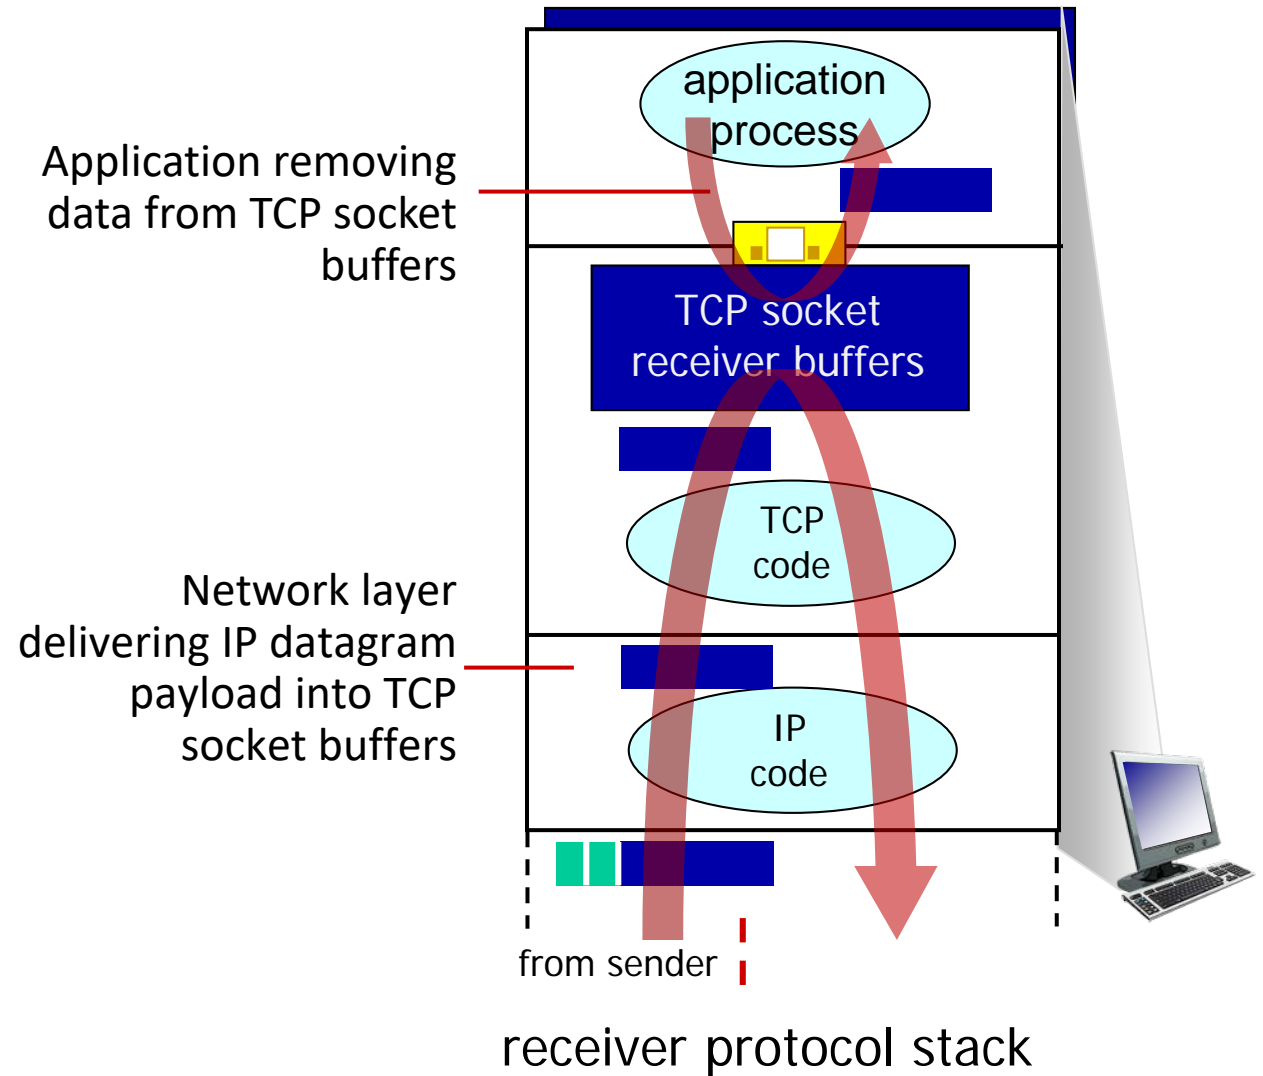 application
process
Application removing
data from TCP socket
buffers
TCP socket
receiver buffers
TCP
code
Network layer
delivering IP datagram
payload into TCP
socket buffers
IP
code
from sender
receiver protocol stack